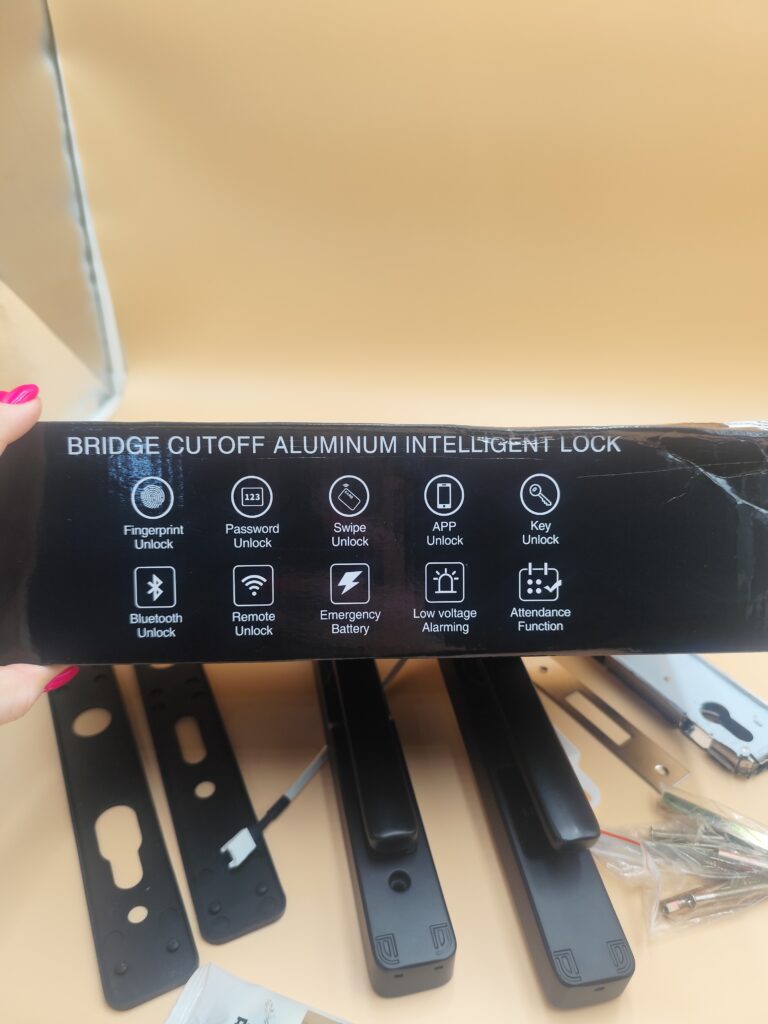 BRIDGE CUTOFF ALUMINUM INTELLIGENT LOCK
123
Fingerprint
Unlock
Password
Unlock
Swipe
Unlock
APP
Unlock
Key
Unlock
Bluetooth
Unlock
Remote
Unlock
Emergency
Battery
Low voltage
Alarming
Attendance
Function